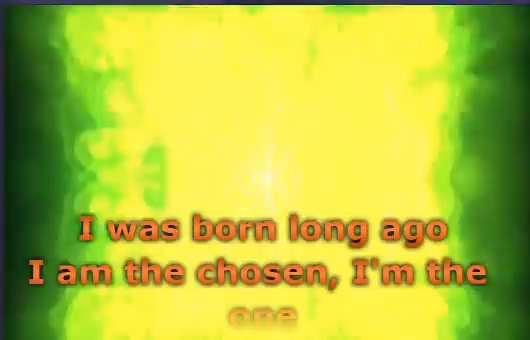 I was born long ago
I am the chosen, I'm the
one